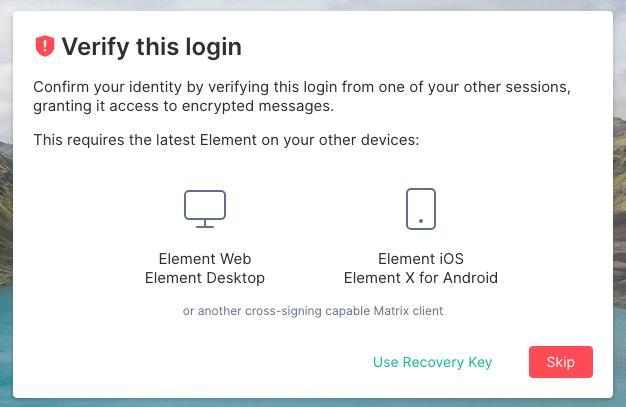 Verify this login
Confirm your identity by verifying this login from one of your other sessions,
granting it access to encrypted messages.
This requires the latest Element on your other devices:
Element Web
Element Desktop
Element iOS
Element X for Android
or another cross-signing capable Matrix client
Use Recovery Key
Skip